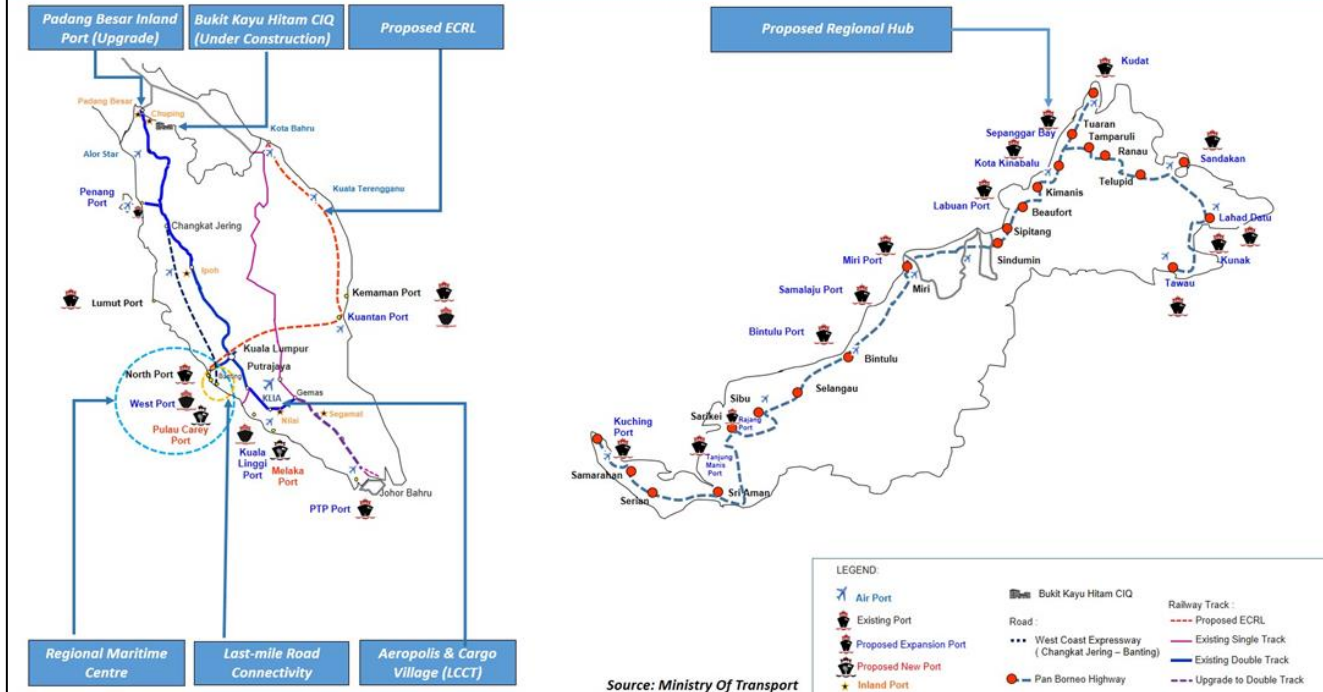 Padang Besar Inland
Port (Upgrade)
Bukit Kayu Hitam CIQ
(Under Construction)
Proposed ECRL
Proposed Regional Hub
Padang Besar
Chuping
Kota Bahru
Alor Star
Kuala Terengganu
Penang
Port
Changkat Jering
Ipoh
Lumut Port
Kemaman Port
Kuantan Port
Kuala Lumpur
Putrajaya
North Port
Banting
West Port
KLIA
Gemas
Pulau Carey
Port
Nilai
Segamat
Kuala
Linggi
Port
Melaka
Port
Johor Bahru
PTP Port
Kudat
Sepanggar Bay
Tuaran
Tamparuli
Ranau
Kota Kinabalu
Sandakan
Telupid
Kimanis
Labuan Port
Beaufort
Lahad Datu
Sipitang
Miri Port
Sindumin
Kunak
Miri
Tawau
Samalaju Port
Bintulu Port
Bintulu
Selangau
Sibu
Sarikei
Rajang
Port
Kuching
Port
Tanjung
Manis
Port
Samarahan
Serian
Sri Aman
Regional Maritime
Centre
Last-mile Road
Connectivity
Aeropolis & Cargo
Village (LCCT)
Source: Ministry Of Transport
LEGEND:
Air Port
Existing Port
Proposed Expansion Port
Proposed New Port
Inland Port
Bukit Kayu Hitam CIQ
Road :
West Coast Expressway
( Changkat Jering – Banting)
Pan Borneo Highway
Railway Track :
Proposed ECRL
Existing Single Track
Existing Double Track
Upgrade to Double Track